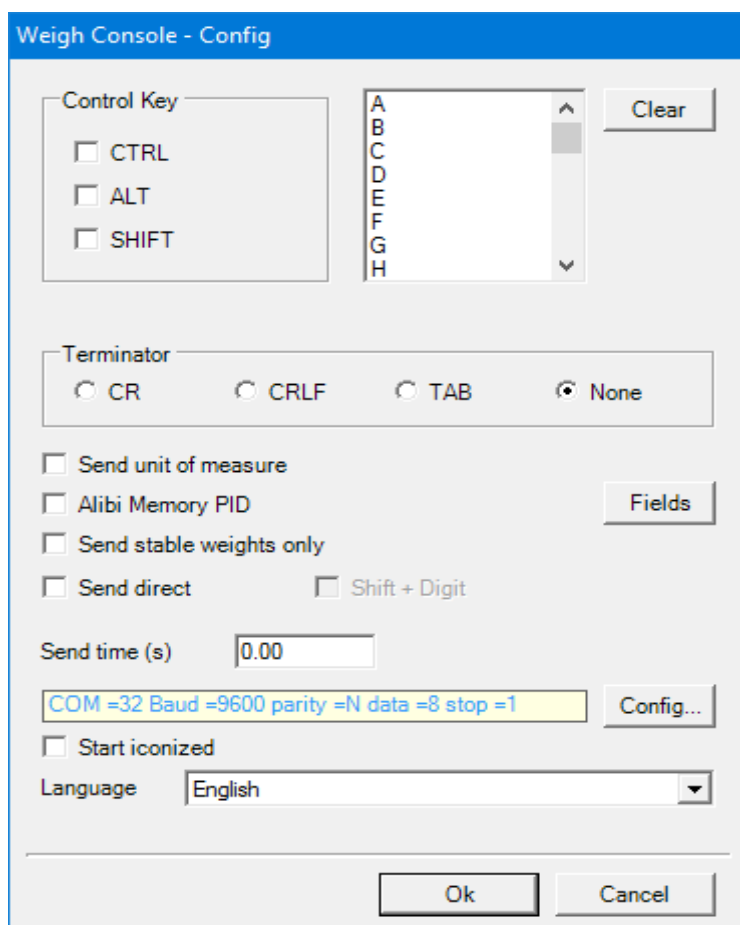 Weigh Console - Config
Control Key
CTRL
ALT
SHIFT
A
B
C
D
E
F
G
H
Clear
Terminator
CR CRLF TAB None
Send unit of measure
Alibi Memory PID
Fields
Send stable weights only
Send direct Shift + Digit
Send time (s) 0.00
COM =32 Baud =9600 parity =N data =8 stop =1 Config...
Start iconized
Language English
Ok Cancel